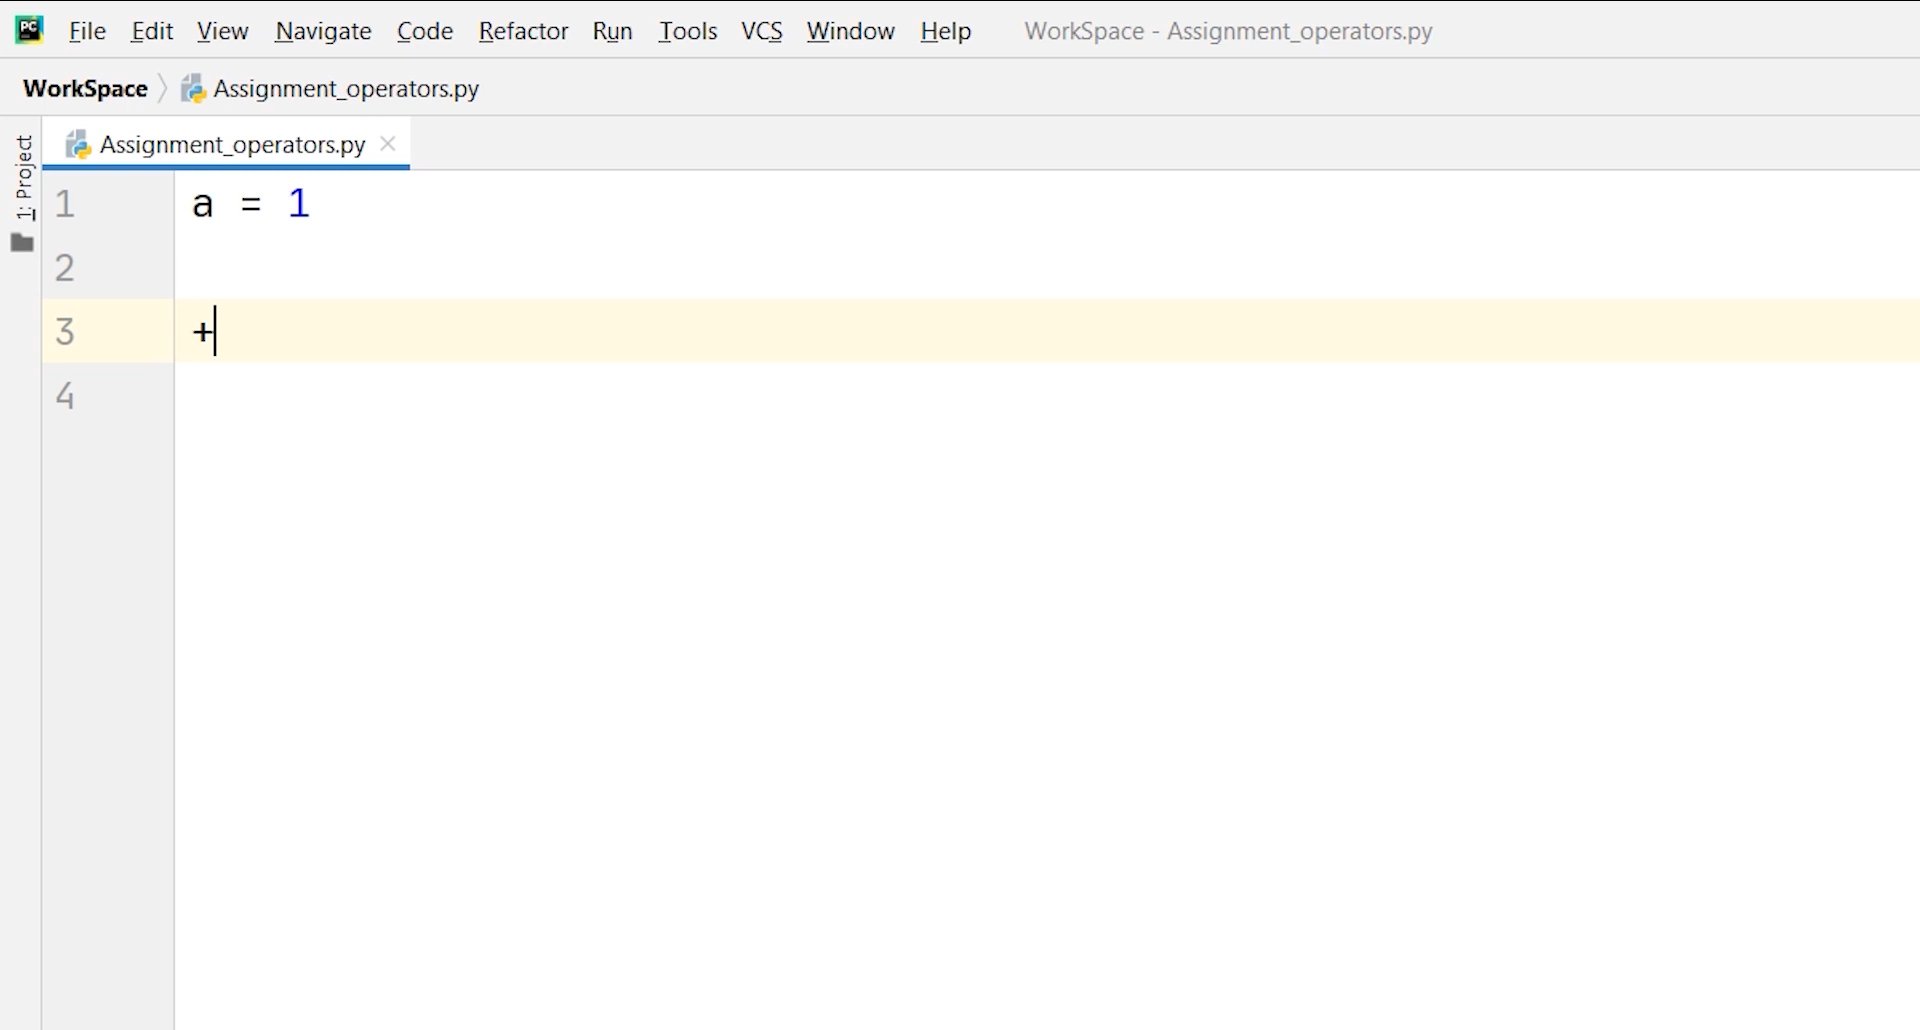 PC File Edit View Navigate Code Refactor Run Tools VCS Window Help WorkSpace - Assignment_operators.py
WorkSpace Assignment_operators.py
1: Project
Assignment_operators.py
1 a = 1
2
3 +
4